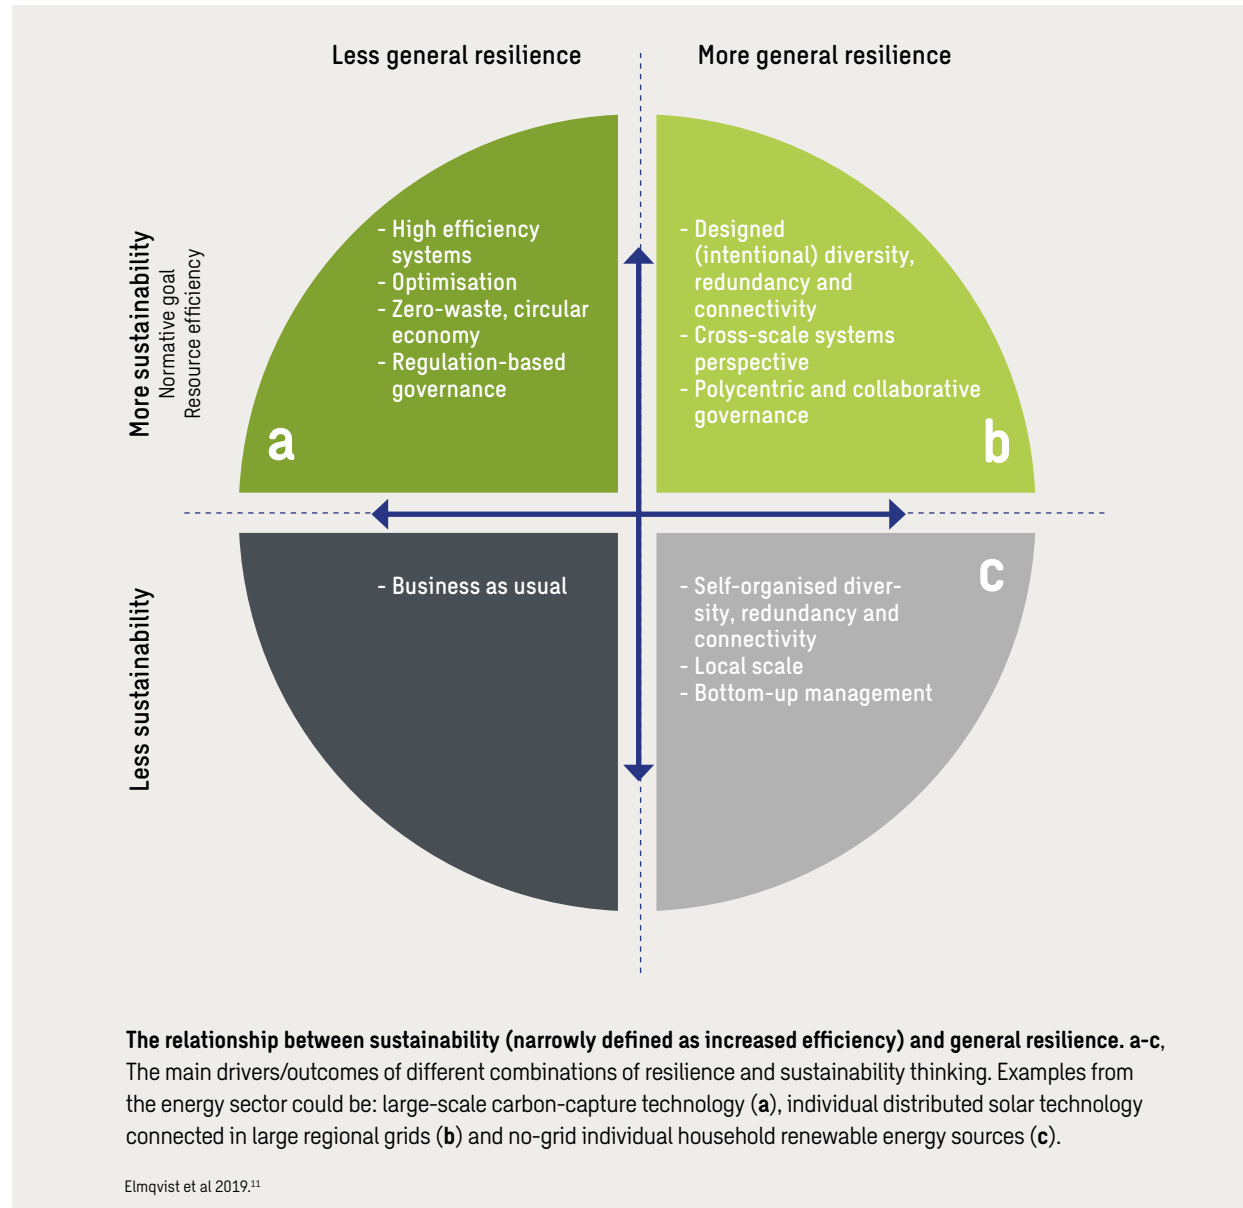 Less general resilience
More general resilience
More sustainability
Normative goal
Resource efficiency
- High efficiency
systems
- Optimisation
- Zero-waste, circular
economy
- Regulation-based
governance
a
- Designed
(intentional) diversity,
redundancy and
connectivity
- Cross-scale systems
perspective
- Polycentric and collaborative
governance
b
Less sustainability
- Business as usual
c
- Self-organised diver-
sity, redundancy and
connectivity
- Local scale
- Bottom-up management
The relationship between sustainability (narrowly defined as increased efficiency) and general resilience. a-c,
The main drivers/outcomes of different combinations of resilience and sustainability thinking. Examples from
the energy sector could be: large-scale carbon-capture technology (a), individual distributed solar technology
connected in large regional grids (b) and no-grid individual household renewable energy sources (c).
Elmqvist et al 2019.¹¹